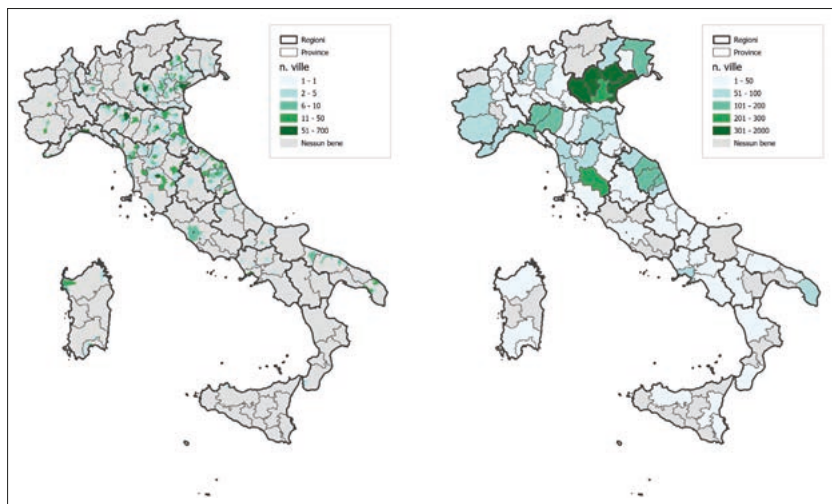 Regioni
Province
n. ville
1 - 1
2 - 5
6 - 10
11 - 50
51 - 700
Nessun bene
Regioni
Province
n. ville
1 - 50
51 - 100
101 - 200
201 - 300
301 - 2000
Nessun bene